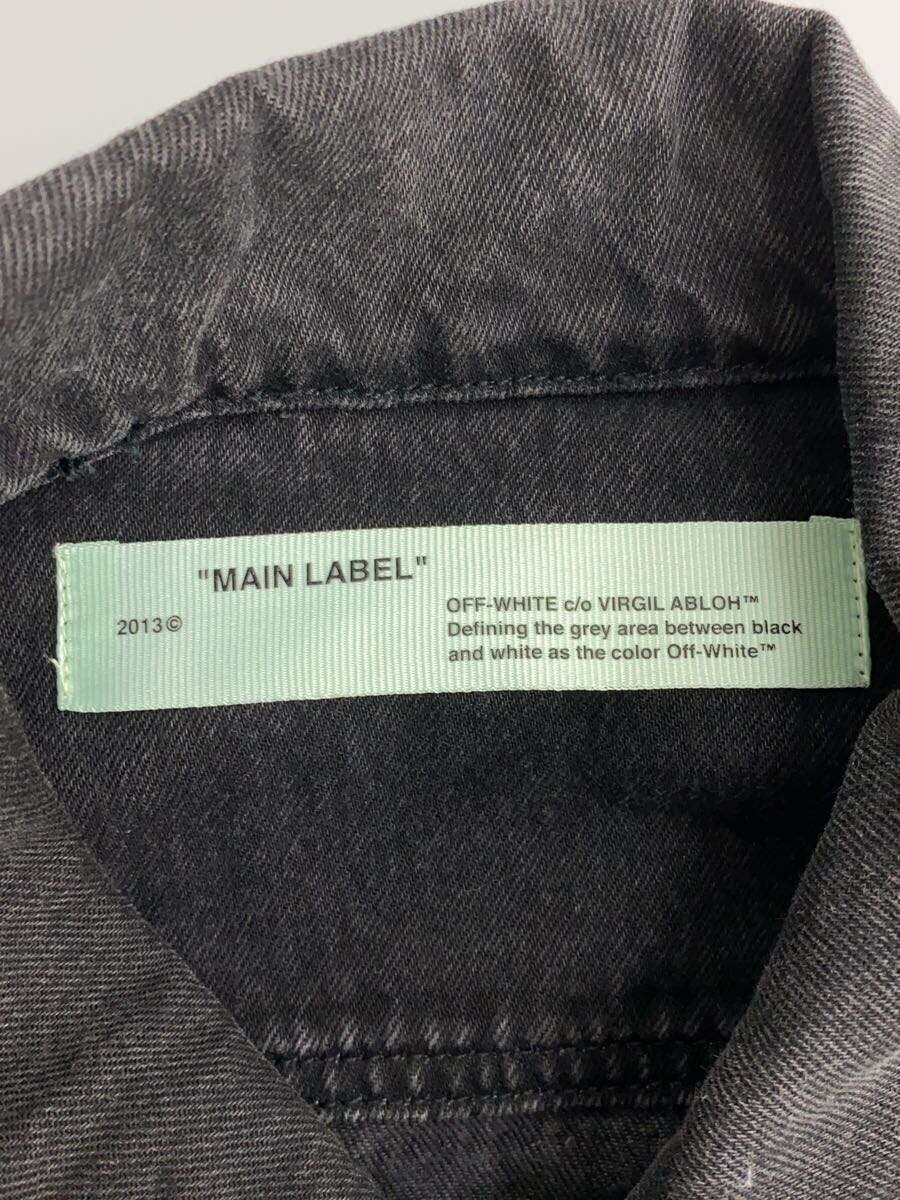 "MAIN LABEL"
2013©
OFF-WHITE c/o VIRGIL ABLOH™
Defining the grey area between black
and white as the color Off-White™